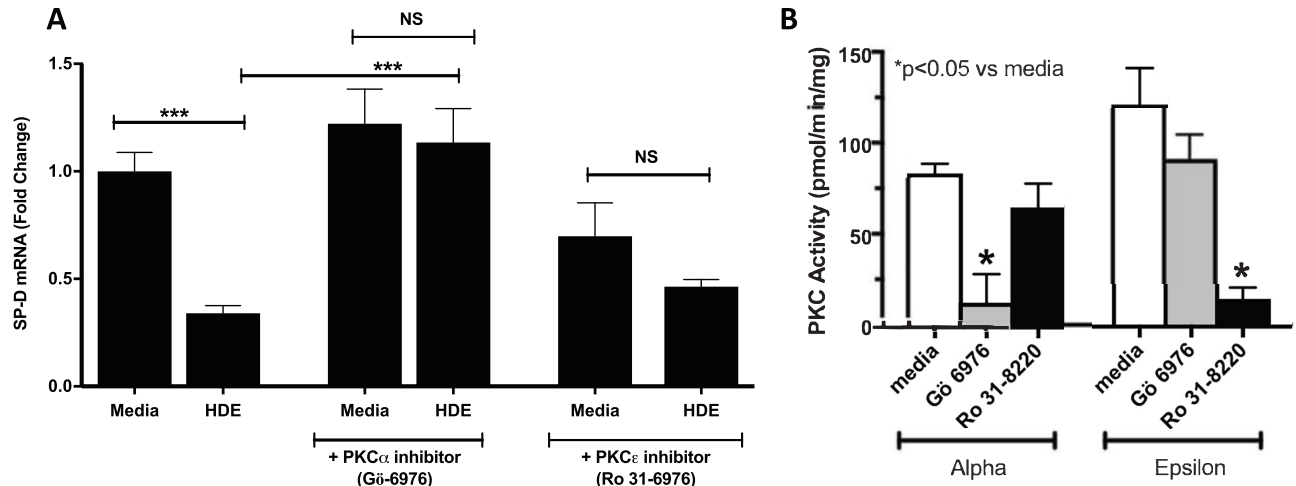 A
NS
***
***
NS
SP-D mRNA (Fold Change)
1.5
1.0
0.5
0.0
Media
HDE
Media
HDE
Media
HDE
+ PKCα inhibitor
(Gö-6976)
+ PKCε inhibitor
(Ro 31-6976)
B
*p<0.05 vs media
PKC Activity (pmol/min/mg)
150
100
50
0
*
*
media
Gö 6976
Ro 31-8220
media
Gö 6976
Ro 31-8220
Alpha
Epsilon